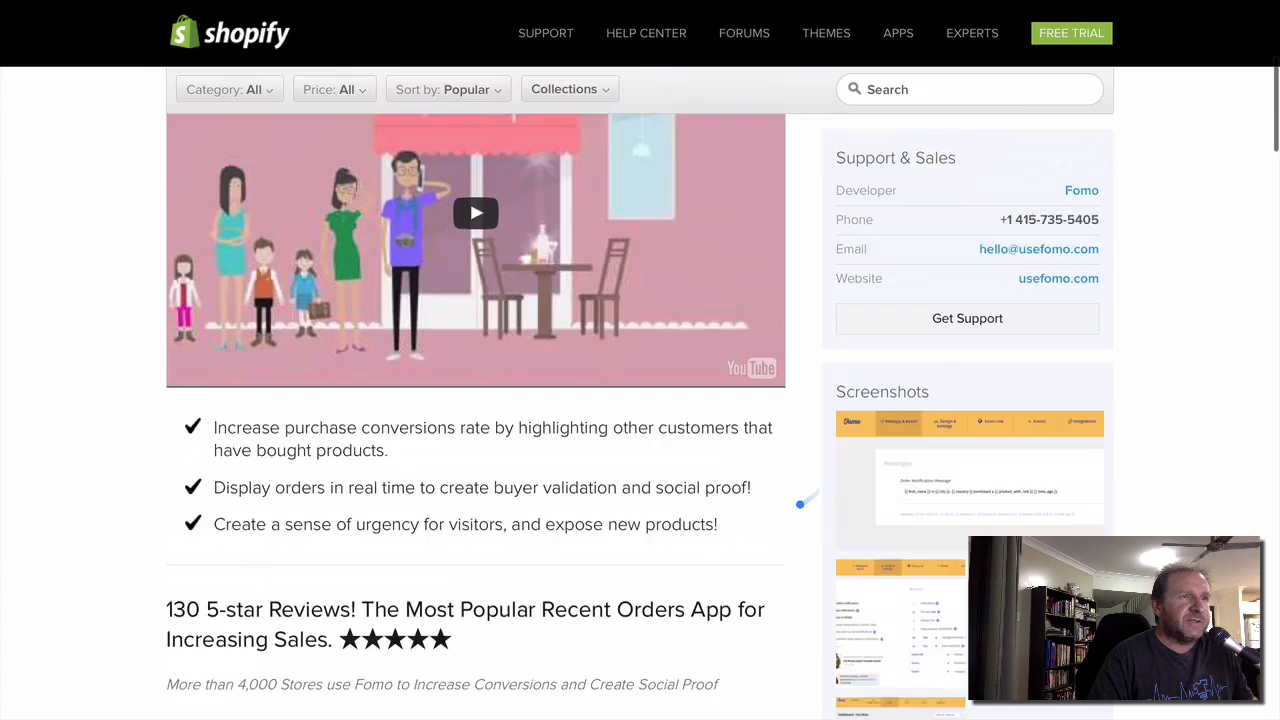 shopify
SUPPORT HELP CENTER FORUMS THEMES APPS EXPERTS FREE TRIAL
Category: All Price: All Sort by: Popular Collections Search
Support & Sales
Developer Fomo
Phone +1 415-735-5405
Email hello@usefomo.com
Website usefomo.com
Get Support
YouTube
Screenshots
Increase purchase conversions rate by highlighting other customers that
have bought products.
Display orders in real time to create buyer validation and social proof!
Create a sense of urgency for visitors, and expose new products!
130 5-star Reviews! The Most Popular Recent Orders App for
Increasing Sales. ★★★★★
More than 4,000 Stores use Fomo to Increase Conversions and Create Social Proof
Fomo
Messages
Order Notification Message